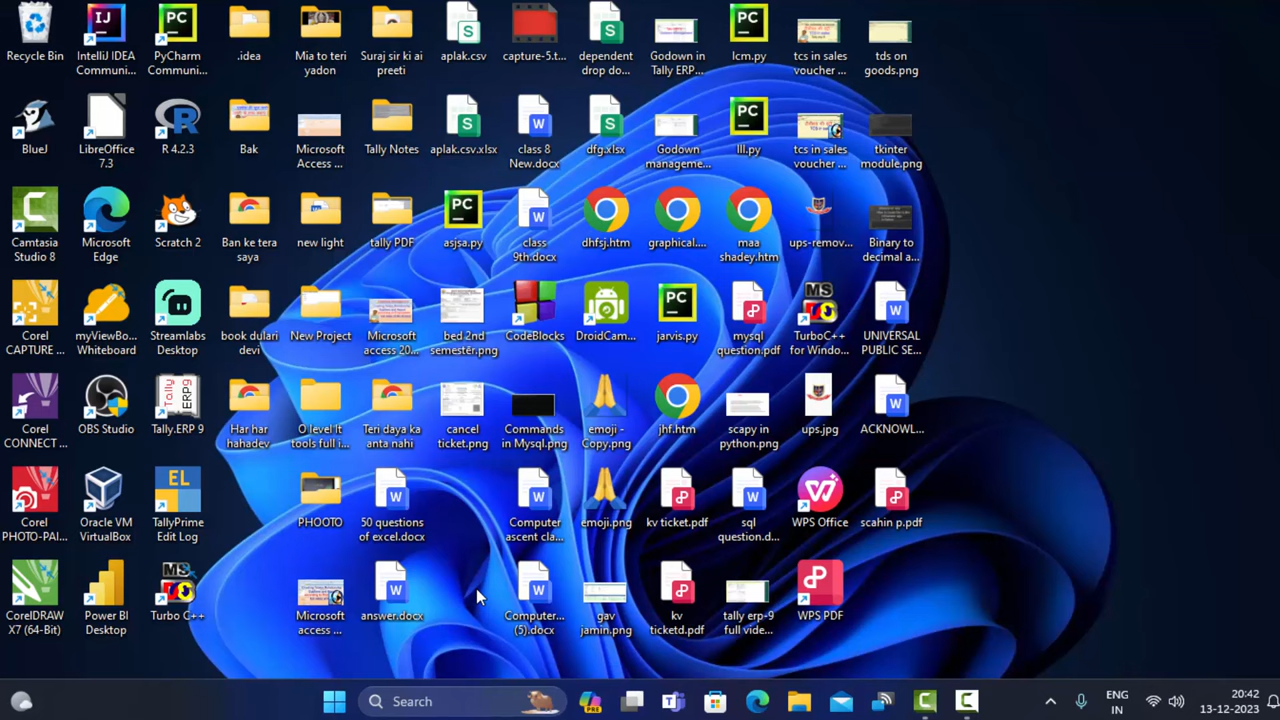 Recycle Bin
IntelliJ IDEA
Communi...
PyCharm
Communi...
.idea
Mia to teri
yadon
Suraj sir ki ai
preeti
aplak.csv
capture-5.t...
dependent
drop do...
Godown in
Tally ERP...
lcm.py
tcs in sales
voucher ...
tds on
goods.png
BlueJ
LibreOffice
7.3
R 4.2.3
Bak
Microsoft
Access ...
Tally Notes
aplak.csv.xlsx
class 8
New.docx
dfg.xlsx
Godown
manageme...
lll.py
tcs in sales
voucher ...
tkinter
module.png
Camtasia
Studio 8
Microsoft
Edge
Scratch 2
Ban ke tera
saya
new light
tally PDF
asjsa.py
class
9th.docx
dhfsj.htm
graphical....
maa
shadey.htm
ups-remov...
Binary to
decimal a...
Corel
CAPTURE ...
myViewBo...
Whiteboard
Streamlabs
Desktop
book dulari
devi
New Project
Microsoft
access 20...
bed 2nd
semester.png
CodeBlocks
DroidCam...
jarvis.py
mysql
question.pdf
TurboC++
for Windo...
UNIVERSAL
PUBLIC SE...
Corel
CONNECT ...
OBS Studio
Tally.ERP 9
Har har
hahadev
O level It
tools full i...
Teri daya ka
anta nahi
cancel
ticket.png
Commands
in Mysql.png
emoji -
Copy.png
jhf.htm
scapy in
python.png
ups.jpg
ACKNOWL...
Corel
PHOTO-PAI...
Oracle VM
VirtualBox
TallyPrime
Edit Log
PHOOTO
50 questions
of excel.docx
Computer
ascent cla...
emoji.png
kv ticket.pdf
sql
question.d...
WPS Office
scahin p.pdf
CorelDRAW
X7 (64-Bit)
Power BI
Desktop
Turbo C++
Microsoft
access ...
answer.docx
Computer...
(5).docx
gav
jamin.png
kv
ticketd.pdf
tally erp-9
full vide...
WPS PDF
Search
PRE
ENG
IN
20:42
13-12-2023